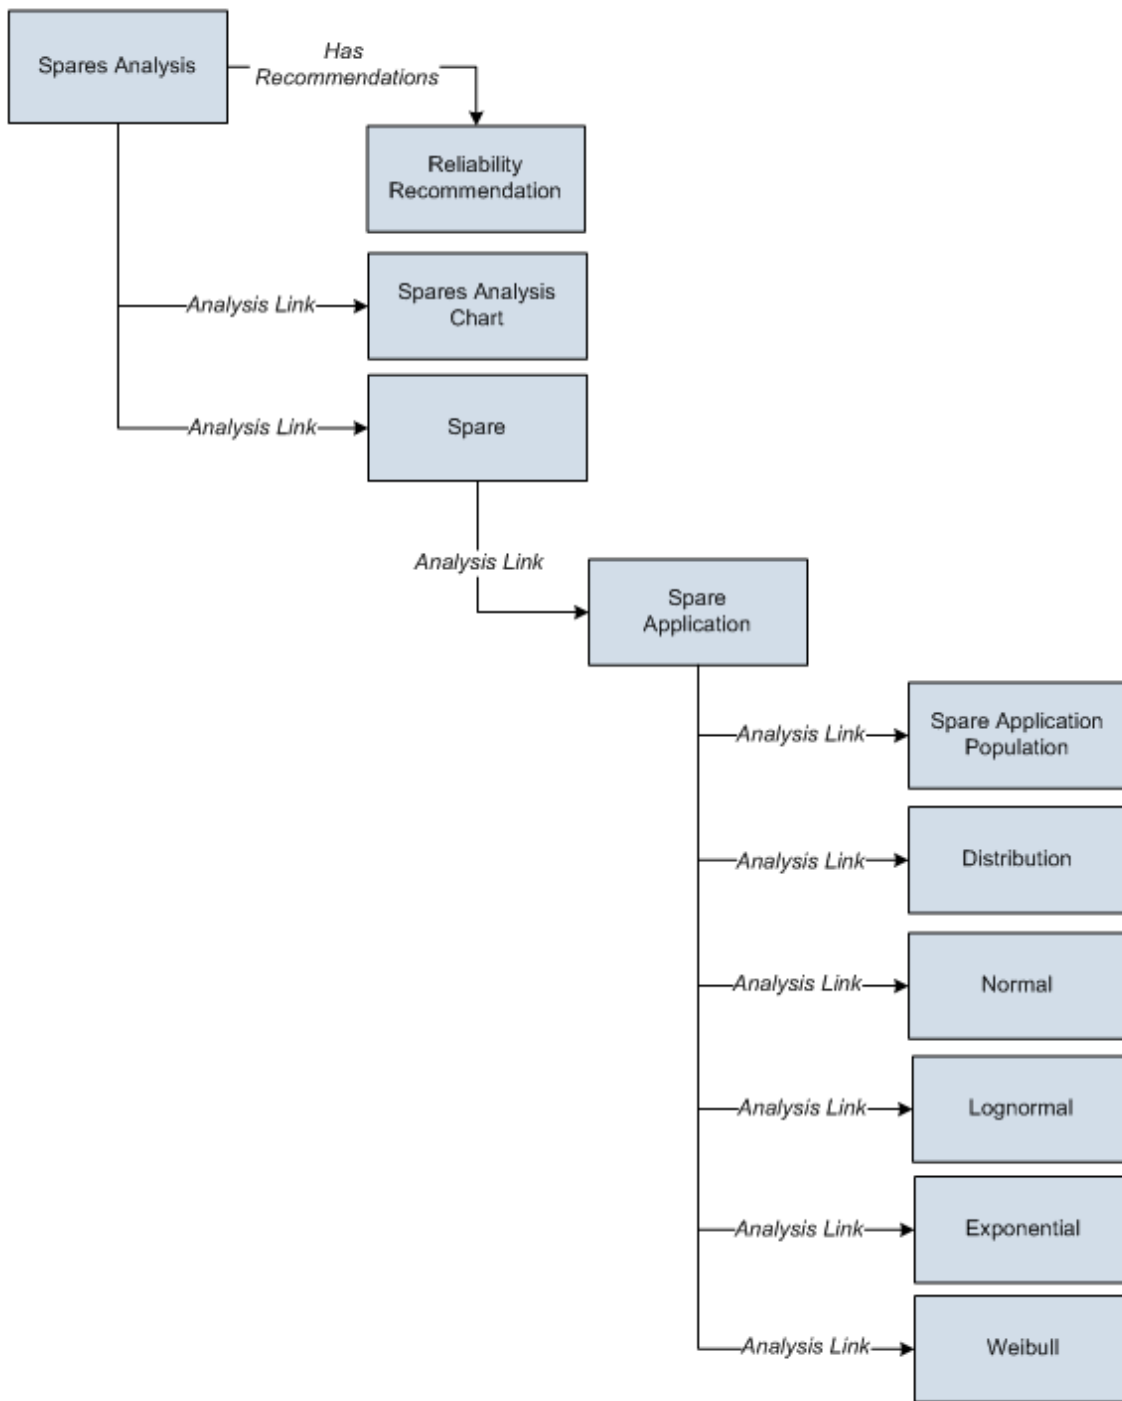 Spares Analysis
Has
Recommendations
Reliability
Recommendation
Analysis Link
Spares Analysis
Chart
Analysis Link
Spare
Analysis Link
Spare
Application
Analysis Link
Spare Application
Population
Analysis Link
Distribution
Analysis Link
Normal
Analysis Link
Lognormal
Analysis Link
Exponential
Analysis Link
Weibull